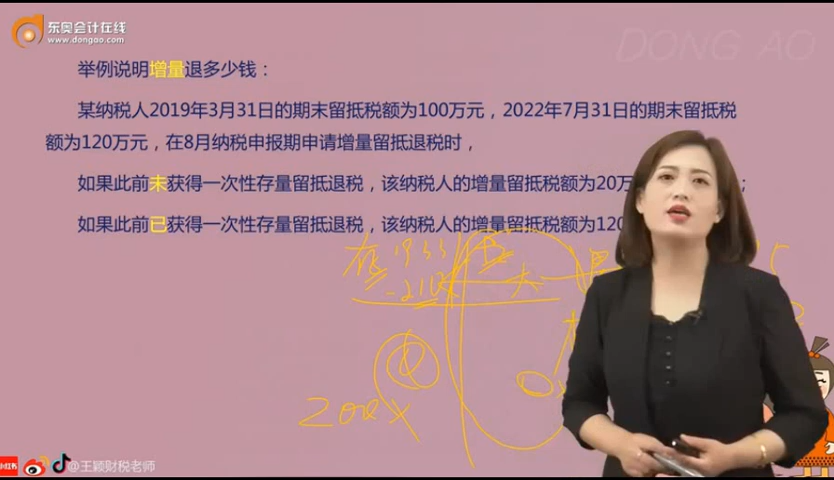 东奥会计在线
www.dongao.com
DONG AO
举例说明增量退多少钱：
某纳税人2019年3月31日的期末留抵税额为100万元，2022年7月31日的期末留抵税
额为120万元，在8月纳税申报期申请增量留抵退税时，
如果此前未获得一次性存量留抵退税，该纳税人的增量留抵税额为20万
；
如果此前已获得一次性存量留抵退税，该纳税人的增量留抵税额为120
大
小红书
@王颖财税老师